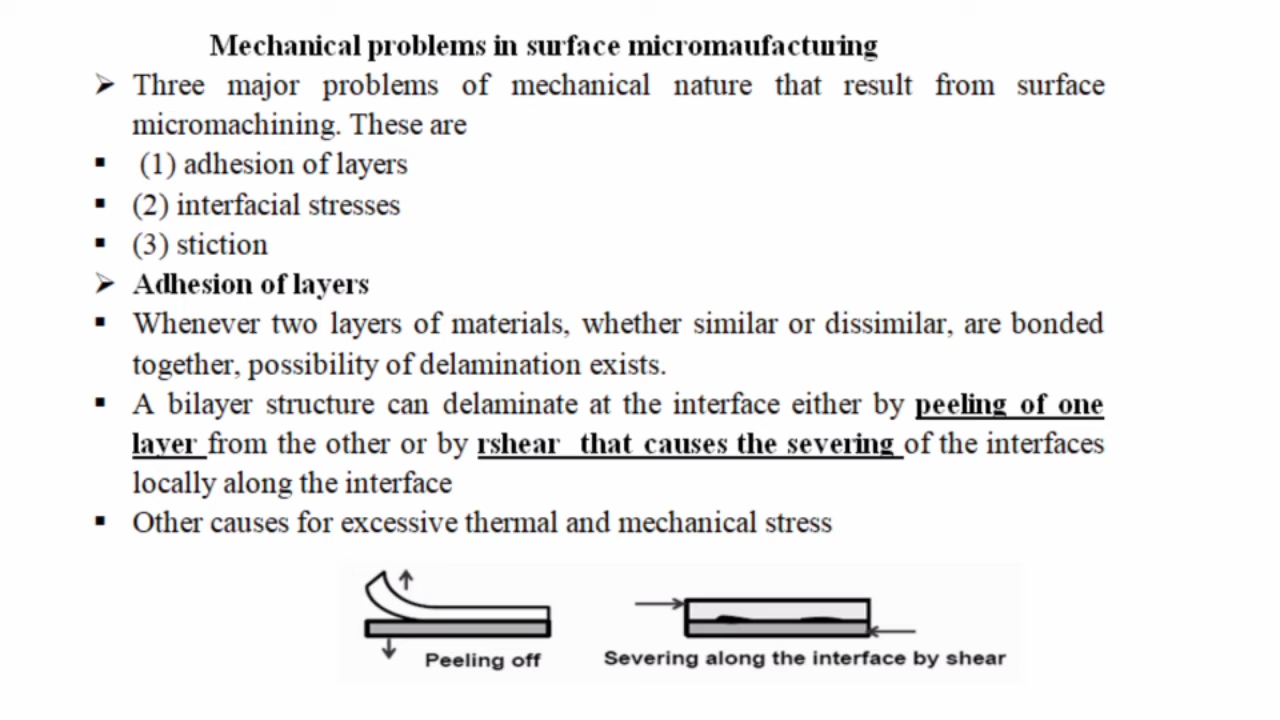 Mechanical problems in surface micromaufacturing
➢ Three major problems of mechanical nature that result from surface
micromachining. These are
▪ (1) adhesion of layers
▪ (2) interfacial stresses
▪ (3) stiction
➢ Adhesion of layers
▪ Whenever two layers of materials, whether similar or dissimilar, are bonded
together, possibility of delamination exists.
▪ A bilayer structure can delaminate at the interface either by peeling of one
layer from the other or by rshear that causes the severing of the interfaces
locally along the interface
▪ Other causes for excessive thermal and mechanical stress
Peeling off
Severing along the interface by shear